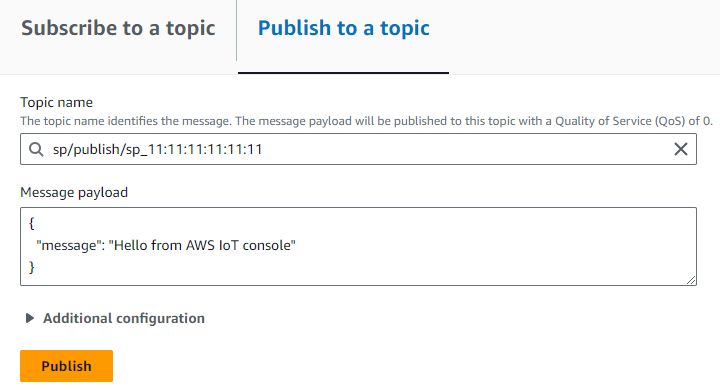 Subscribe to a topic
Publish to a topic
Topic name
The topic name identifies the message. The message payload will be published to this topic with a Quality of Service (QoS) of 0.
sp/publish/sp_11:11:11:11:11:11
Message payload
{
"message": "Hello from AWS IoT console"
}
Additional configuration
Publish